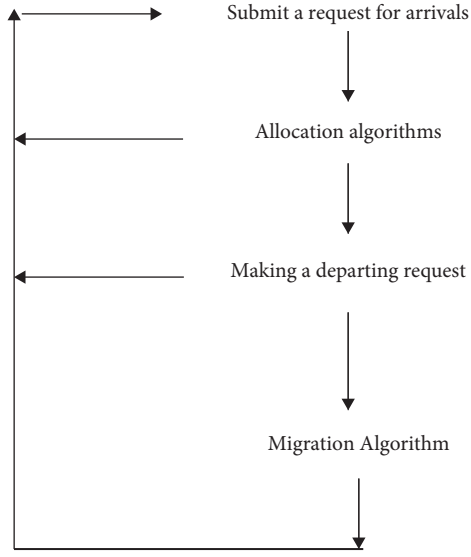 Submit a request for arrivals
Allocation algorithms
Making a departing request
Migration Algorithm